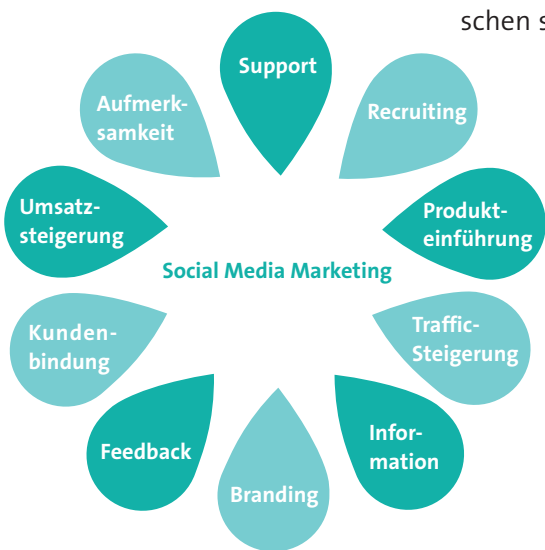 schen s
Support
Aufmerk-
samkeit
Recruiting
Umsatz-
steigerung
Produkt-
einführung
Social Media Marketing
Kunden-
bindung
Traffic-
Steigerung
Feedback
Infor-
mation
Branding